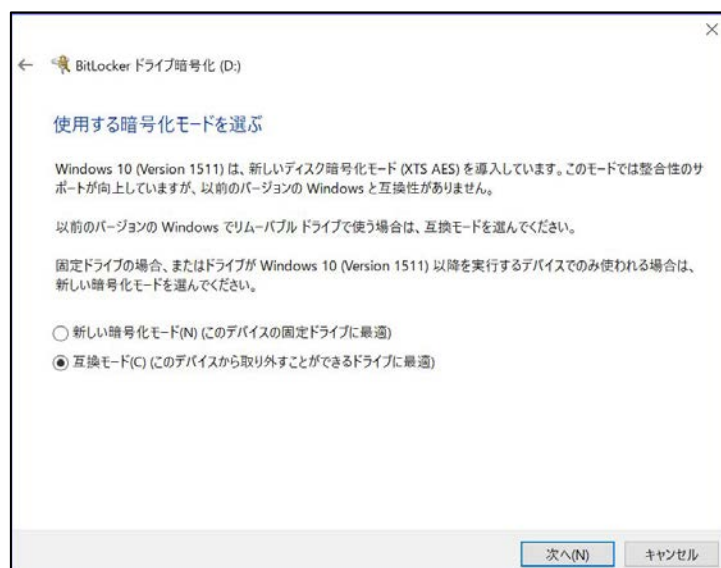 BitLocker ドライブ暗号化 (D:)
使用する暗号化モードを選ぶ
Windows 10 (Version 1511) は、新しいディスク暗号化モード (XTS AES) を導入しています。このモードでは整合性のサ
ポートが向上していますが、以前のバージョンの Windows と互換性がありません。
以前のバージョンの Windows でリムーバブル ドライブで使う場合は、互換モードを選んでください。
固定ドライブの場合、またはドライブが Windows 10 (Version 1511) 以降を実行するデバイスでのみ使われる場合は、
新しい暗号化モードを選んでください。
新しい暗号化モード(N) (このデバイスの固定ドライブに最適)
互換モード(C) (このデバイスから取り外すことができるドライブに最適)
次へ(N) キャンセル